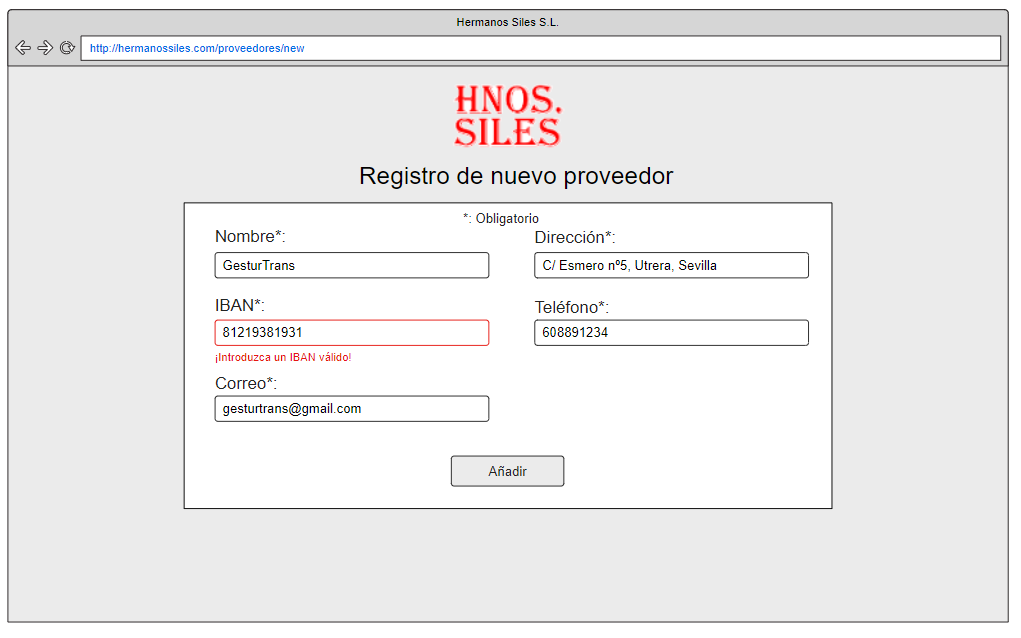 Hermanos Siles S.L.
http://hermanossiles.com/proveedores/new
HNOS.
SILES
Registro de nuevo proveedor
*: Obligatorio
Nombre*:
Dirección*:
GesturTrans
C/ Esmero nº5, Utrera, Sevilla
IBAN*:
Teléfono*:
81219381931
608891234
¡Introduzca un IBAN válido!
Correo*:
gesturtrans@gmail.com
Añadir